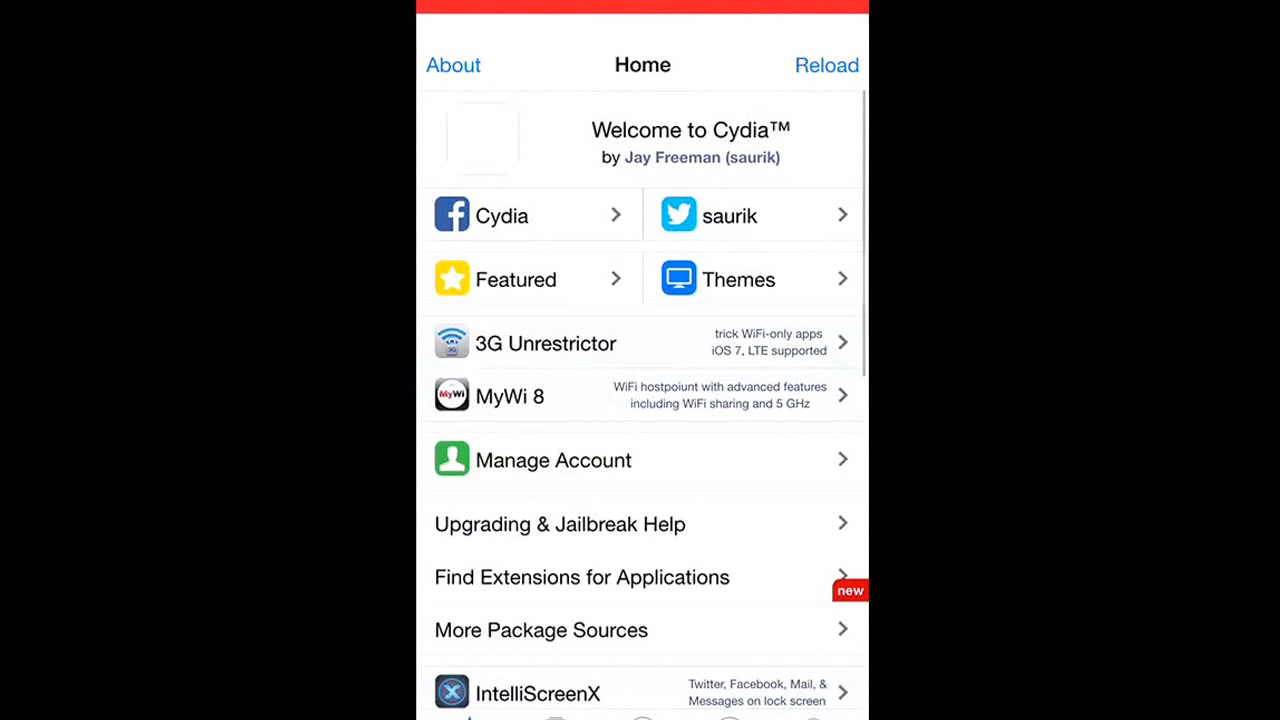 About Home Reload
Welcome to Cydia™
by Jay Freeman (saurik)
Cydia saurik
Featured Themes
3G Unrestrictor
trick WiFi-only apps
iOS 7, LTE supported
MyWi 8
WiFi hostpoiunt with advanced features
including WiFi sharing and 5 GHz
Manage Account
Upgrading & Jailbreak Help
Find Extensions for Applications
new
More Package Sources
IntelliScreenX
Twitter, Facebook, Mail, &
Messages on lock screen